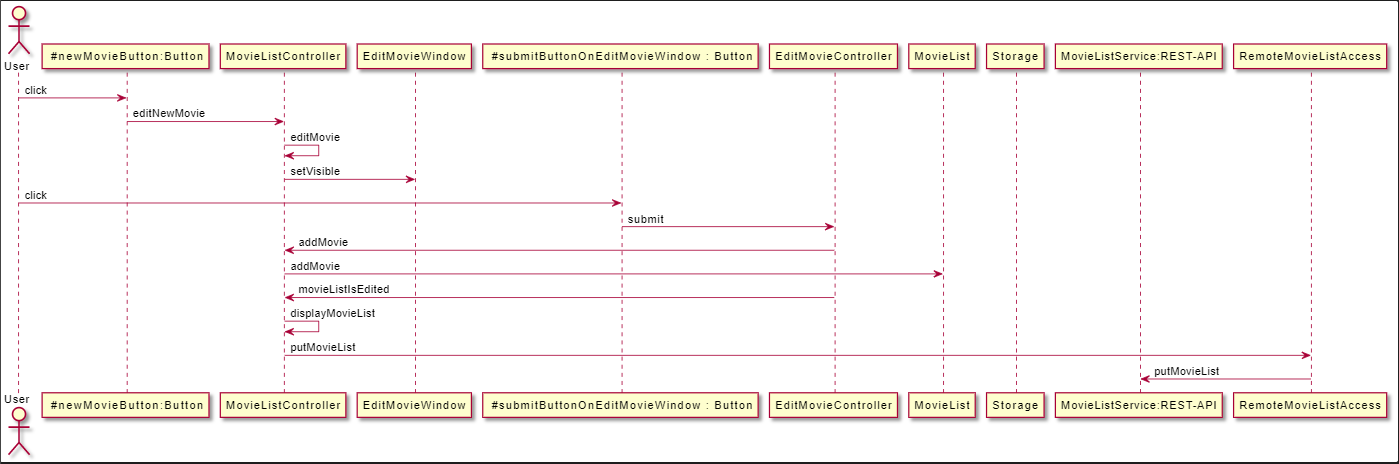 User
#newMovieButton:Button
MovieListController
EditMovieWindow
#submitButtonOnEditMovieWindow : Button
EditMovieController
MovieList
Storage
MovieListService:REST-API
RemoteMovieListAccess
click
editNewMovie
editMovie
setVisible
click
submit
addMovie
addMovie
movieListIsEdited
displayMovieList
putMovieList
putMovieList
User
#newMovieButton:Button
MovieListController
EditMovieWindow
#submitButtonOnEditMovieWindow : Button
EditMovieController
MovieList
Storage
MovieListService:REST-API
RemoteMovieListAccess